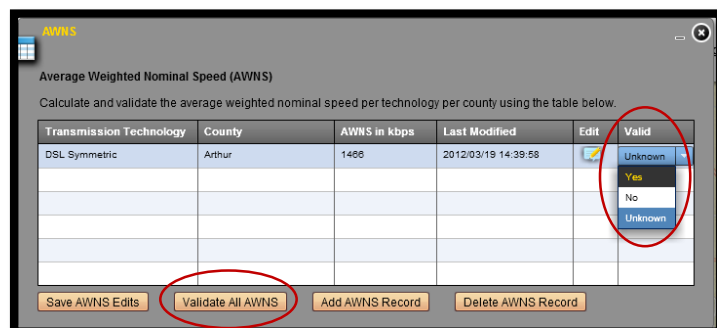 AWNS
Average Weighted Nominal Speed (AWNS)
Calculate and validate the average weighted nominal speed per technology per county using the table below.
Transmission Technology County AWNS in kbps Last Modified Edit Valid
DSL Symmetric Arthur 1466 2012/03/19 14:39:58 Unknown
Yes
No
Unknown
Save AWNS Edits Validate All AWNS Add AWNS Record Delete AWNS Record